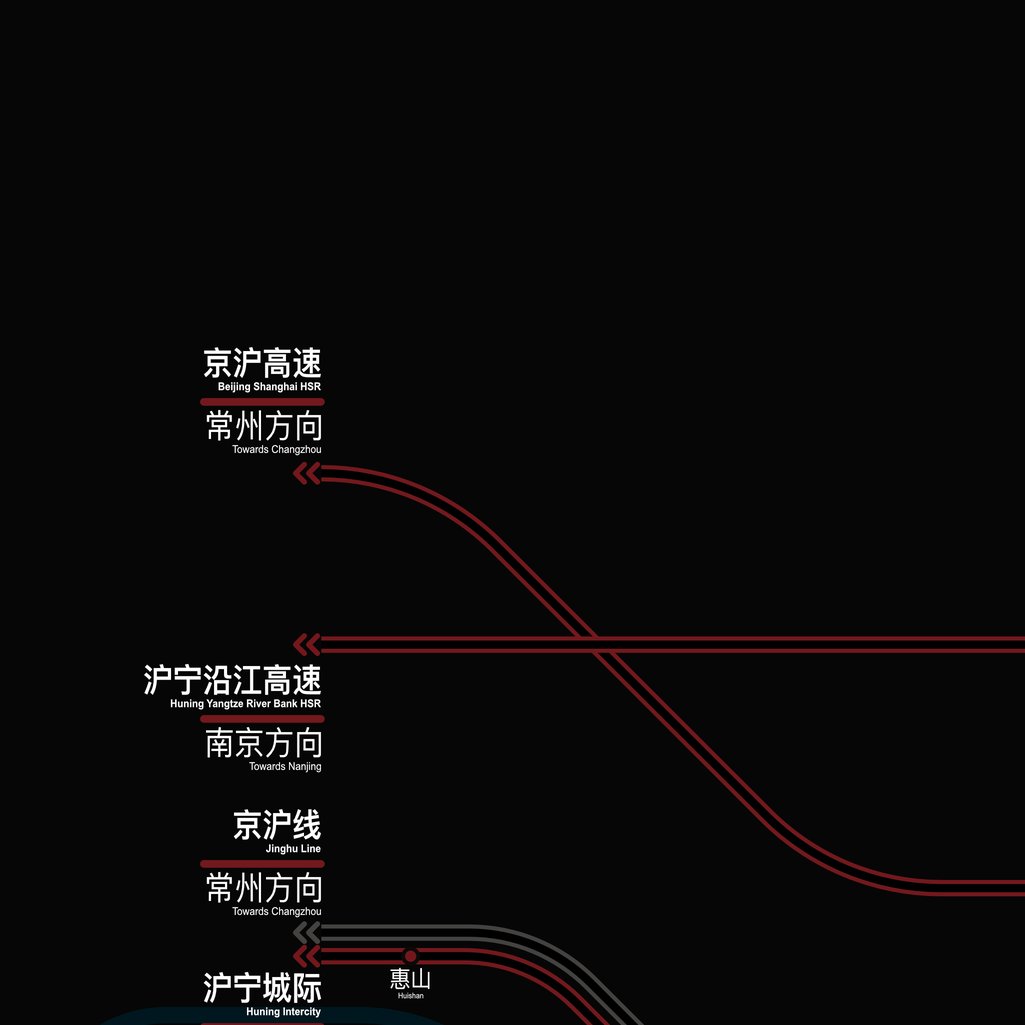 京沪高速
Beijing Shanghai HSR
常州方向
Towards Changzhou
沪宁沿江高速
Huning Yangtze River Bank HSR
南京方向
Towards Nanjing
京沪线
Jinghu Line
常州方向
Towards Changzhou
惠山
Huishan
沪宁城际
Huning Intercity